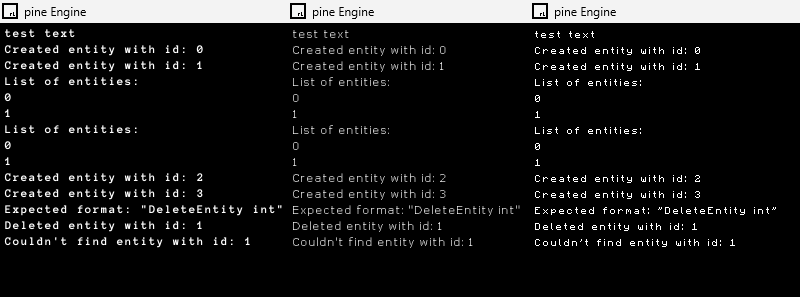 pine Engine
test text
Created entity with id: 0
Created entity with id: 1
List of entities:
0
1
List of entities:
0
1
Created entity with id: 2
Created entity with id: 3
Expected format: "DeleteEntity int"
Deleted entity with id: 1
Couldn't find entity with id: 1
pine Engine
test text
Created entity with id: 0
Created entity with id: 1
List of entities:
0
1
List of entities:
0
1
Created entity with id: 2
Created entity with id: 3
Expected format: "DeleteEntity int"
Deleted entity with id: 1
Couldn't find entity with id: 1
pine Engine
test text
Created entity with id: 0
Created entity with id: 1
List of entities:
0
1
List of entities:
0
1
Created entity with id: 2
Created entity with id: 3
Expected format: "DeleteEntity int"
Deleted entity with id: 1
Couldn't find entity with id: 1